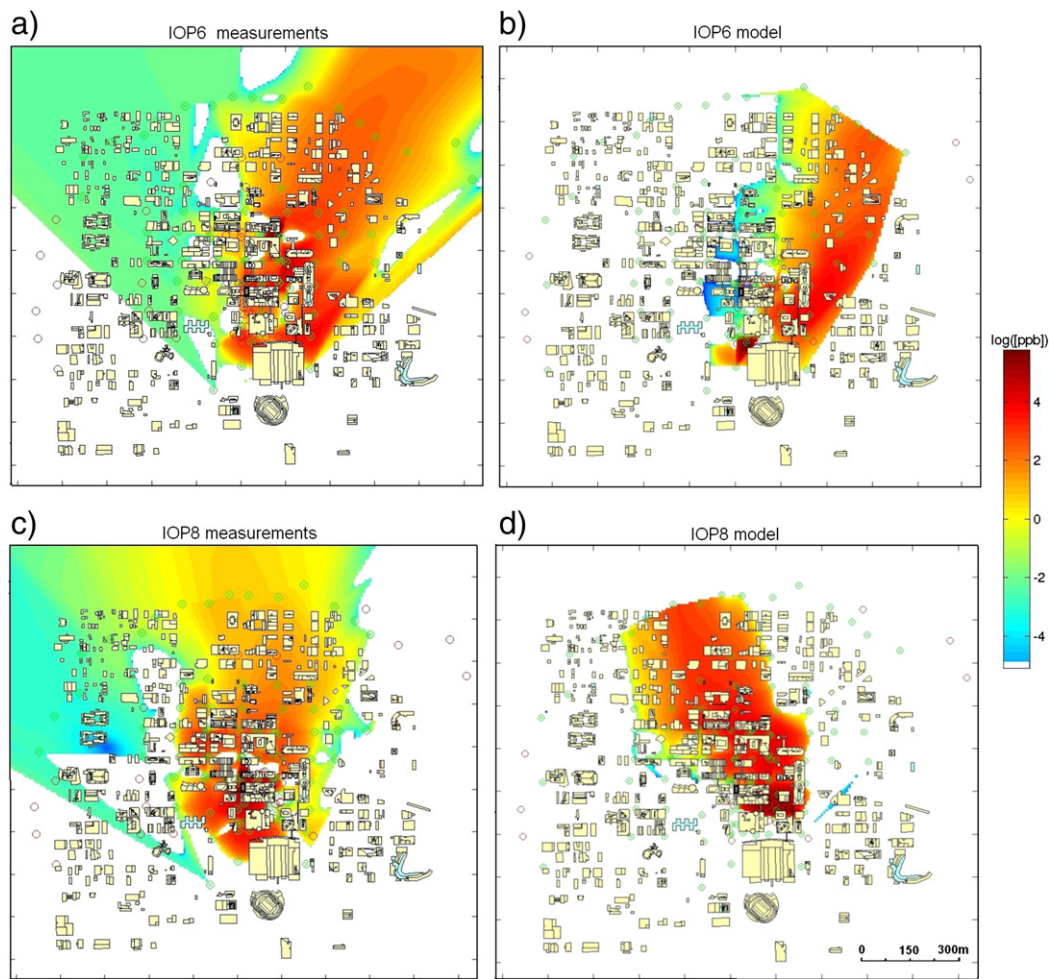 a)
IOP6 measurements
b)
IOP6 model
log([ppb])
4
2
0
-2
-4
c)
IOP8 measurements
d)
IOP8 model
0 150 300m